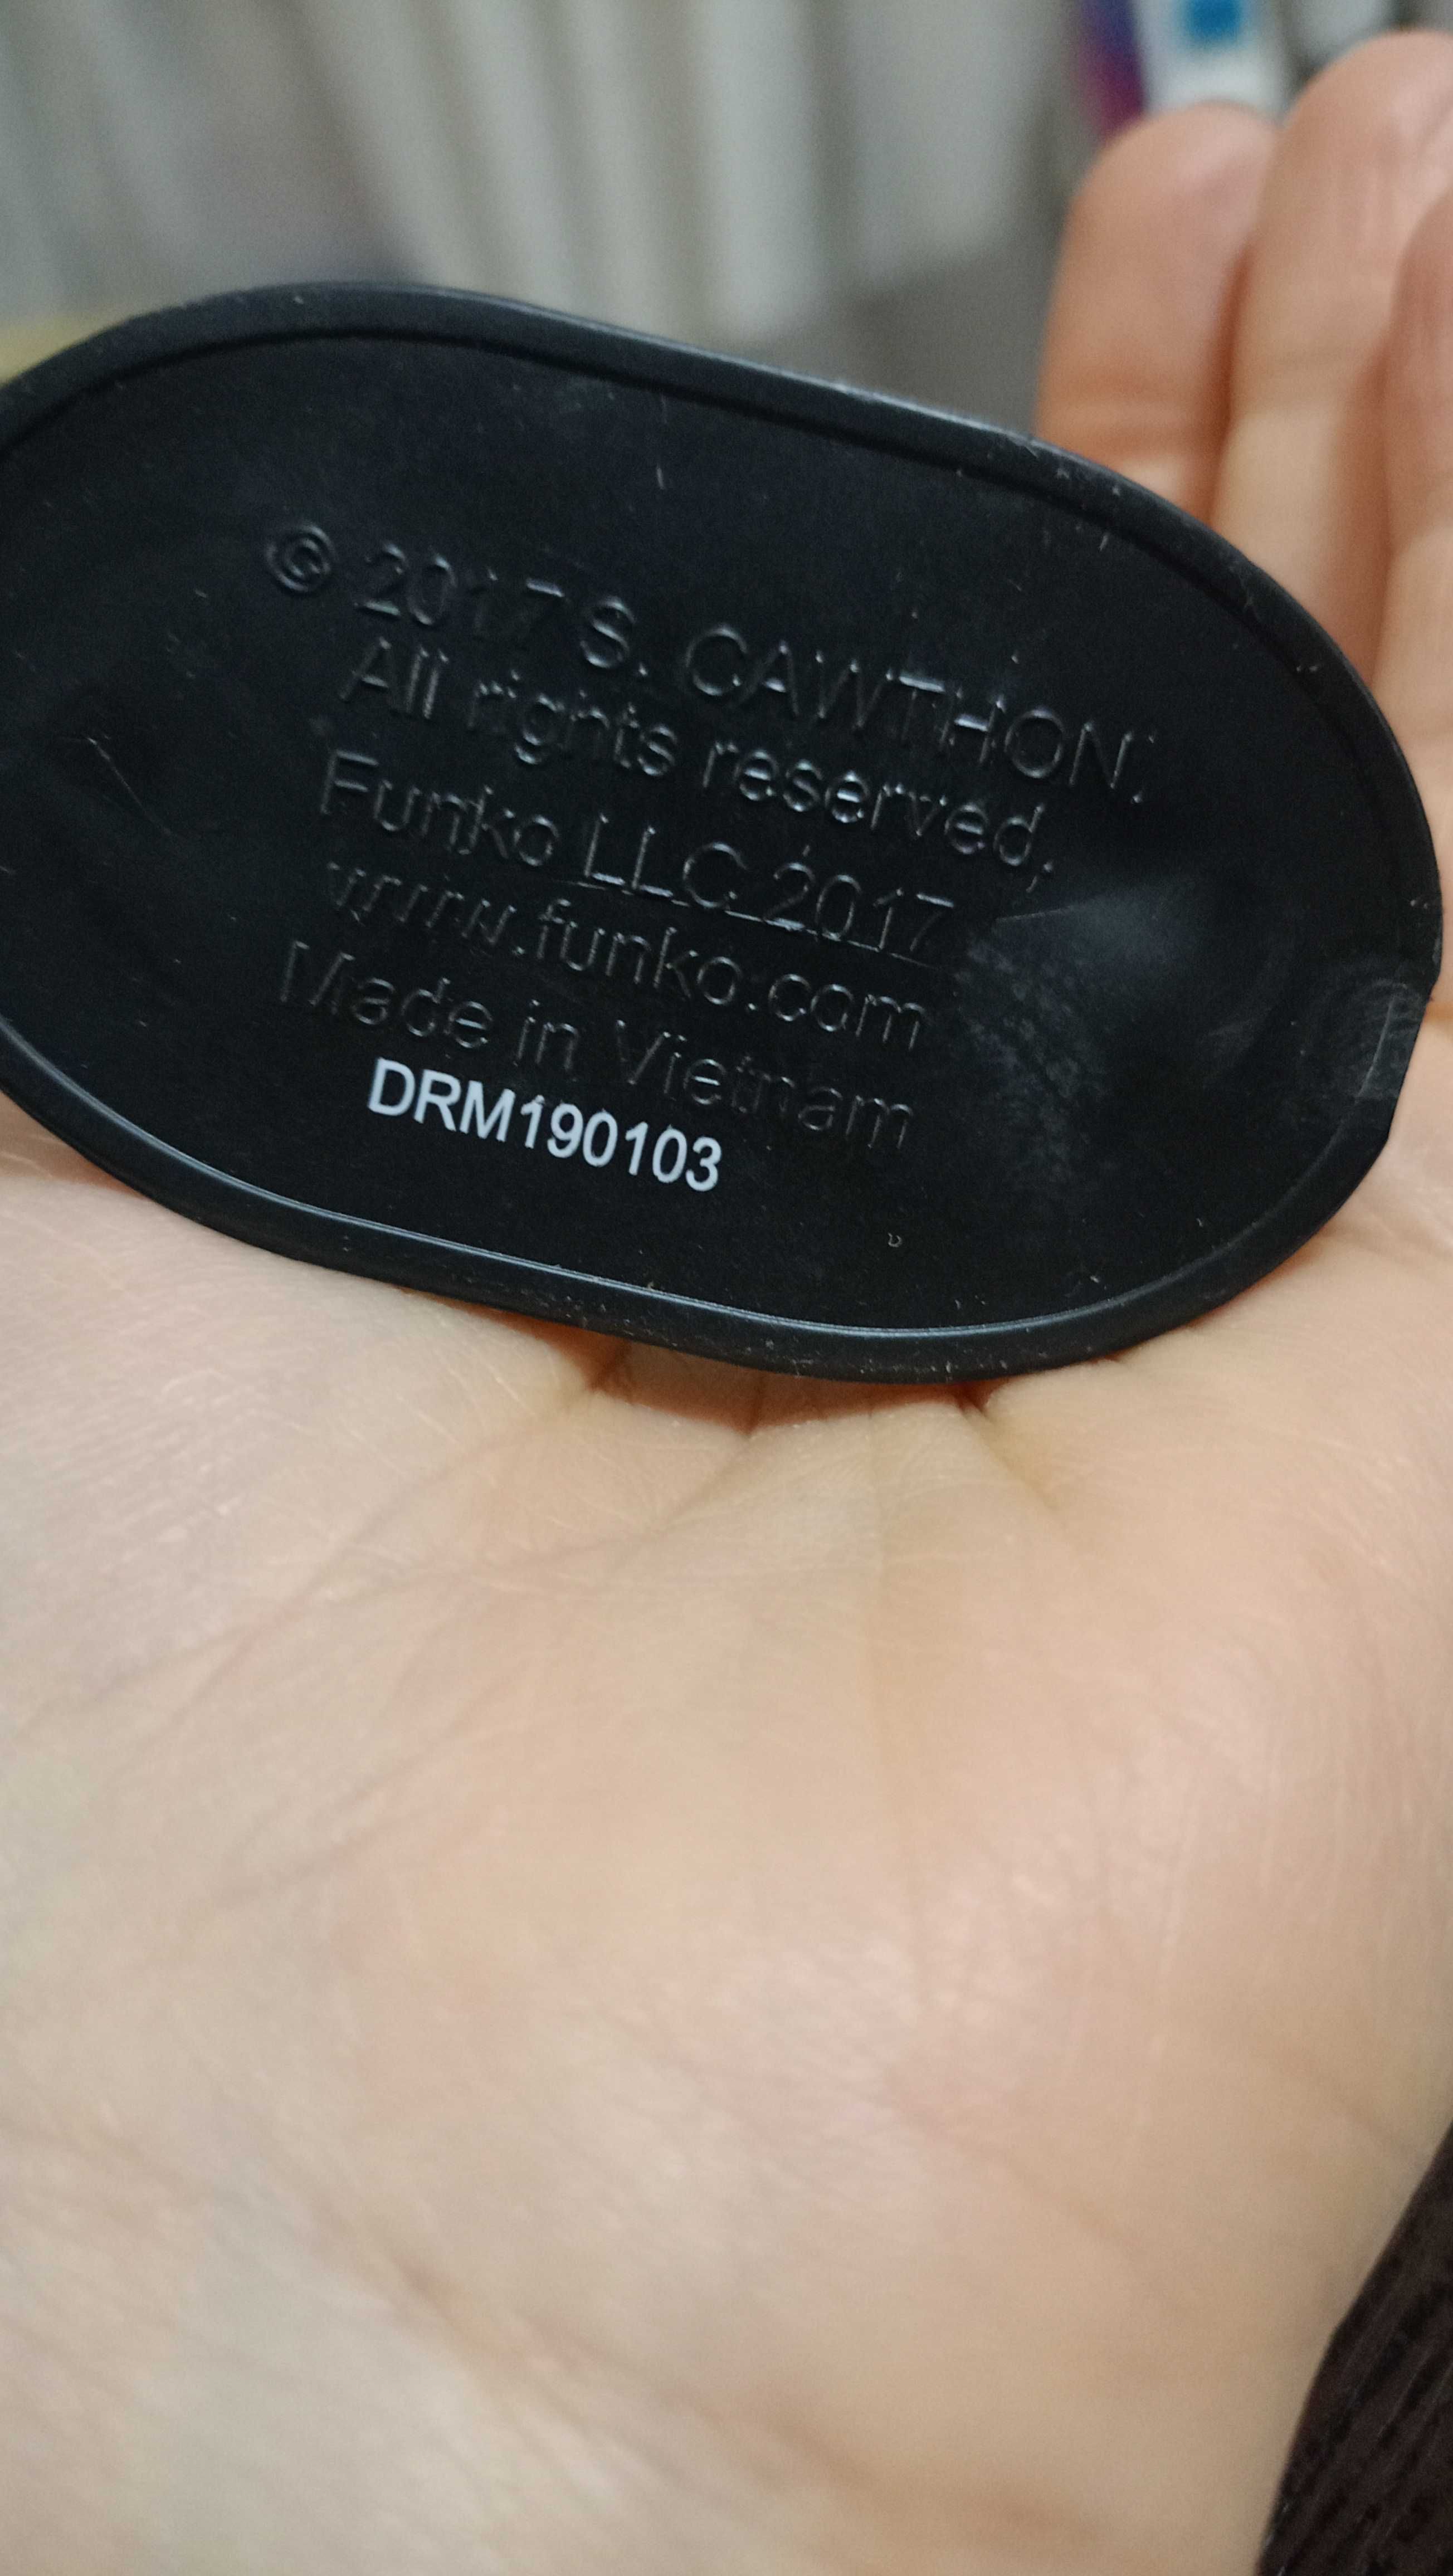 © 2017 S. CAWTHON.
All rights reserved.
Funko LLC 2017
www.funko.com
Made in Vietnam
DRM190103